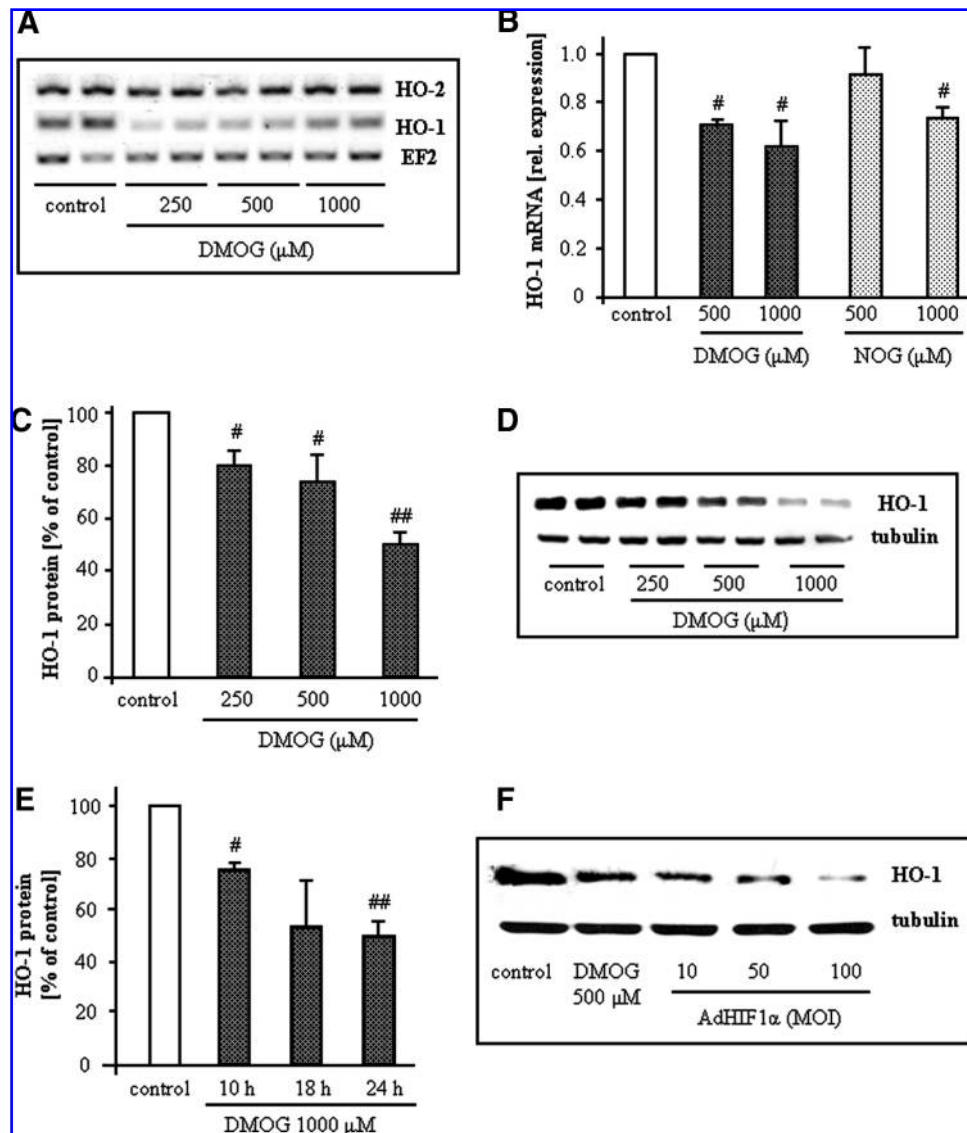 A
HO-2
HO-1
EF2
control 250 500 1000
DMOG (μM)
B
HO-1 mRNA [rel. expression]
1.0
0.8
0.6
0.4
0.2
0
# # #
control 500 1000 500 1000
DMOG (μM) NOG (μM)
C
HO-1 protein [% of control]
100
80
60
40
20
0
# # ##
control 250 500 1000
DMOG (μM)
D
HO-1
tubulin
control 250 500 1000
DMOG (μM)
E
HO-1 protein
[% of control]
100
80
60
40
20
0
# ##
control 10 h 18 h 24 h
DMOG 1000 μM
F
HO-1
tubulin
control DMOG 10 50 100
500 μM
AdHIF1α (MOI)